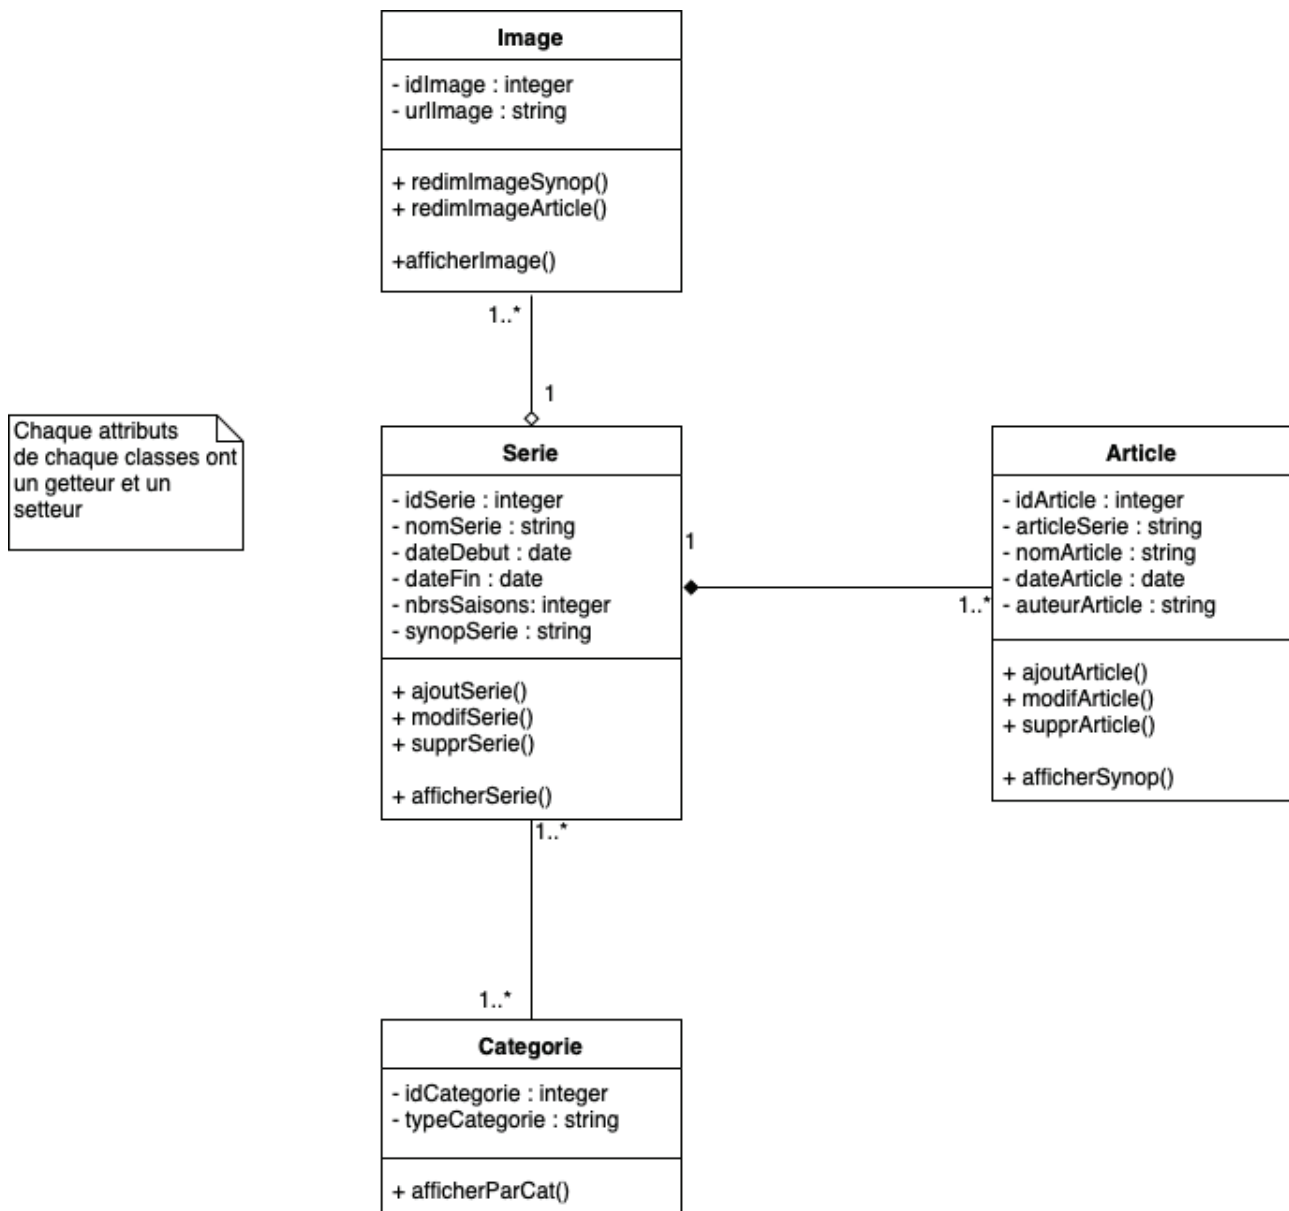 Image
- idImage : integer
- urlImage : string
+ redimImageSynop()
+ redimImageArticle()
+afficherImage()
1..*
1
Chaque attributs
de chaque classes ont
un getteur et un
setteur
Serie
- idSerie : integer
- nomSerie : string
- dateDebut : date
- dateFin : date
- nbrsSaisons: integer
- synopSerie : string
+ ajoutSerie()
+ modifSerie()
+ supprSerie()
+ afficherSerie()
1
1..*
Article
- idArticle : integer
- articleSerie : string
- nomArticle : string
- dateArticle : date
- auteurArticle : string
+ ajoutArticle()
+ modifArticle()
+ supprArticle()
+ afficherSynop()
1..*
1..*
Categorie
- idCategorie : integer
- typeCategorie : string
+ afficherParCat()